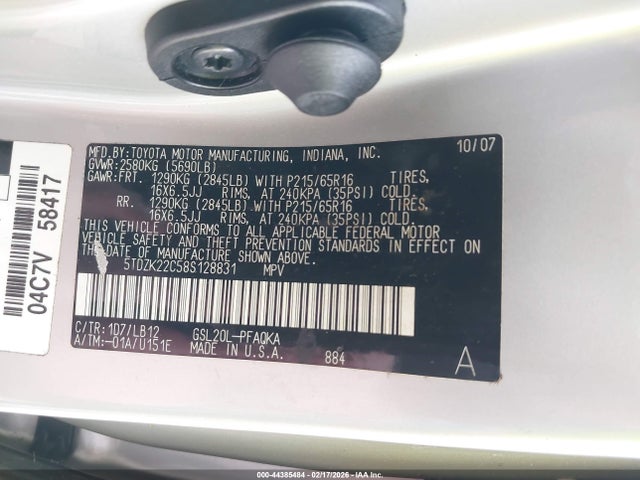 MFD. BY: TOYOTA MOTOR MANUFACTURING, INDIANA, INC. 10/07
GVWR: 2580KG (5690LB)
GAWR: FRT. 1290KG (2845LB) WITH P215/65R16 TIRES,
16X6.5JJ RIMS, AT 240KPA (35PSI) COLD.
RR. 1290KG (2845LB) WITH P215/65R16 TIRES,
16X6.5JJ RIMS, AT 240KPA (35PSI) COLD.
THIS VEHICLE CONFORMS TO ALL APPLICABLE FEDERAL MOTOR
VEHICLE SAFETY AND THEFT PREVENTION STANDARDS IN EFFECT ON
THE DATE OF MANUFACTURE SHOWN ABOVE.
5TDZK22C58S128831 MPV
C/TR: 1D7/LB12 GSL20L-PFAQKA
A/TM: -01A/U151E MADE IN U.S.A. 884 A
04C7V 58417
000-44385484 - 02/17/2026 - IAA Inc.